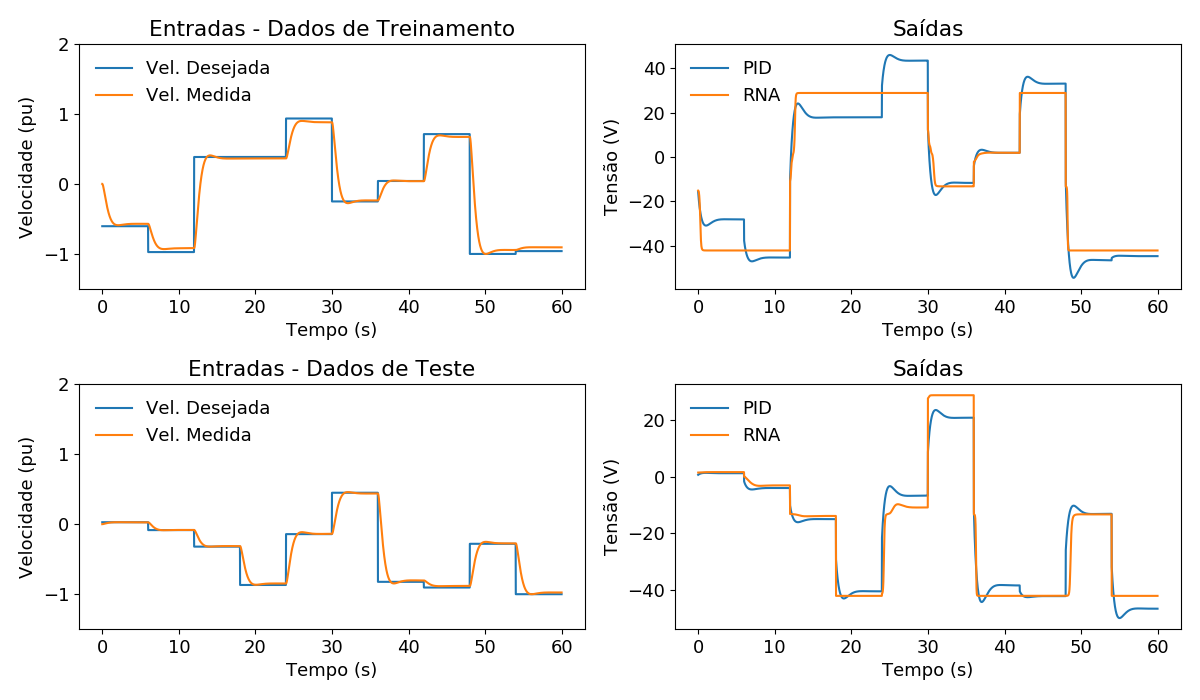 Entradas - Dados de Treinamento
2
1
0
−1
Velocidade (pu)
Vel. Desejada
Vel. Medida
0 10 20 30 40 50 60
Tempo (s)
Saídas
40
20
0
−20
−40
Tensão (V)
PID
RNA
0 10 20 30 40 50 60
Tempo (s)
Entradas - Dados de Teste
2
1
0
−1
Velocidade (pu)
Vel. Desejada
Vel. Medida
0 10 20 30 40 50 60
Tempo (s)
Saídas
20
0
−20
−40
Tensão (V)
PID
RNA
0 10 20 30 40 50 60
Tempo (s)